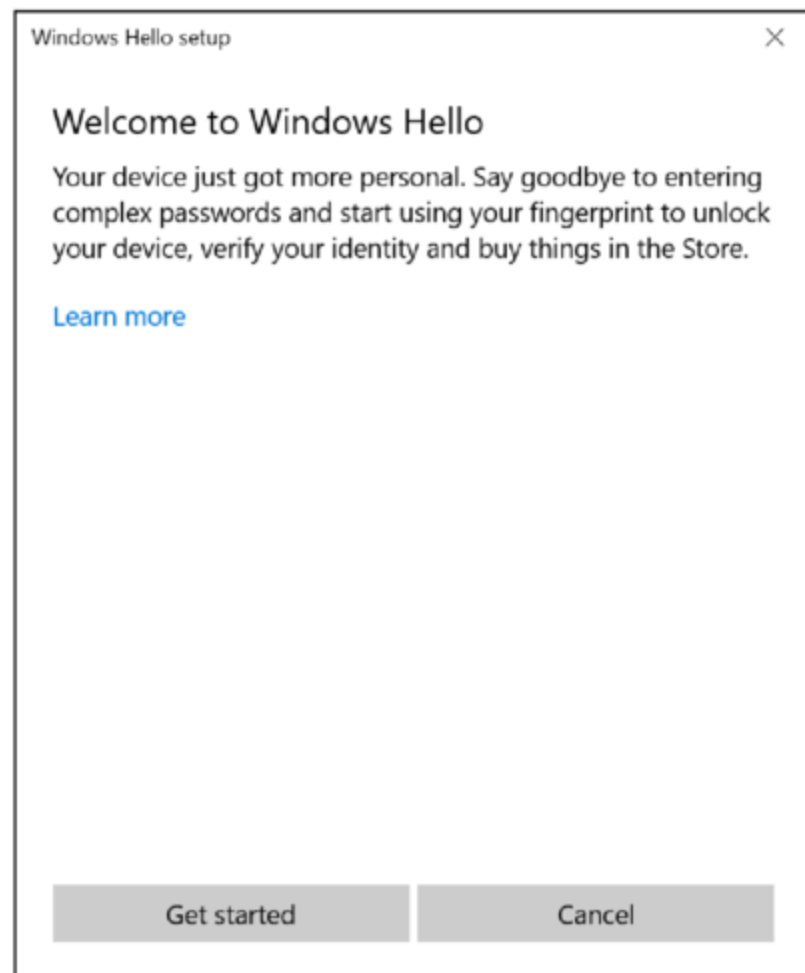 Windows Hello setup
Welcome to Windows Hello
Your device just got more personal. Say goodbye to entering
complex passwords and start using your fingerprint to unlock
your device, verify your identity and buy things in the Store.
Learn more
Get started
Cancel